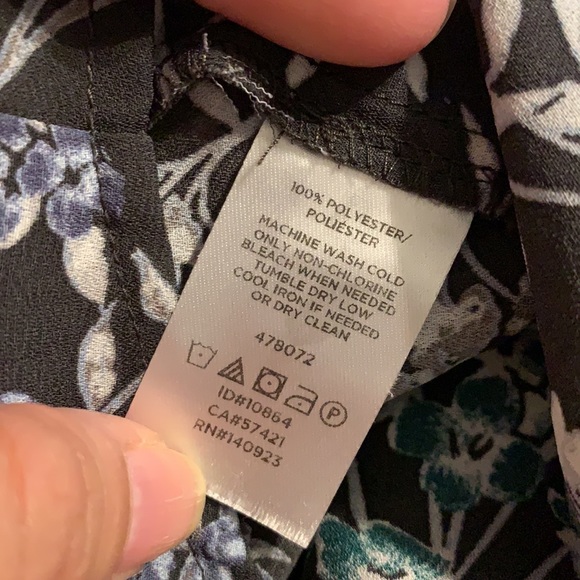 100% POLYESTER/
POLIÉSTER
MACHINE WASH COLD
ONLY NON-CHLORINE
BLEACH WHEN NEEDED
TUMBLE DRY LOW
COOL IRON IF NEEDED
OR DRY CLEAN
478072
P
ID#10864
CA#57421
RN#140923